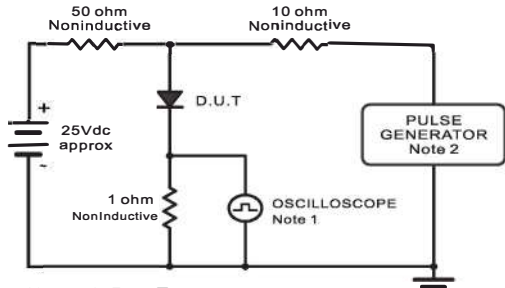 50 ohm
Noninductive
10 ohm
Noninductive
D.U.T
+
25Vdc
approx
-
PULSE
GENERATOR
Note 2
1 ohm
NonInductive
OSCILLOSCOPE
Note 1